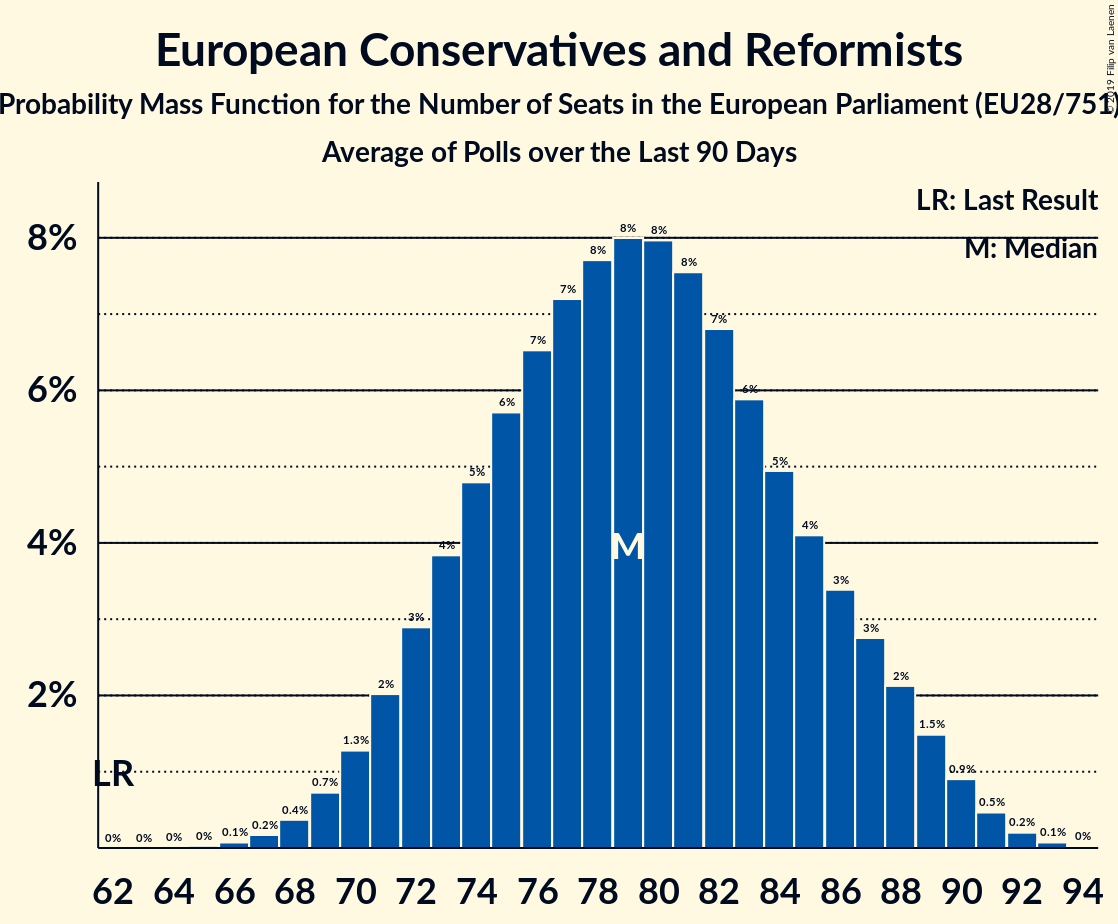 European Conservatives and Reformists
Probability Mass Function for the Number of Seats in the European Parliament (EU28/751)
Average of Polls over the Last 90 Days
© 2019 Filip van Laenen
LR: Last Result
M: Median
8%
6%
4%
2%
0% 0% 0% 0% 0.1% 0.2% 0.4% 0.7% 1.3% 2% 3% 4% 5% 6% 7% 7% 8% 8% 8% 8% 7% 6% 5% 4% 3% 3% 2% 1.5% 0.9% 0.5% 0.2% 0.1% 0%
M
LR
62 64 66 68 70 72 74 76 78 80 82 84 86 88 90 92 94